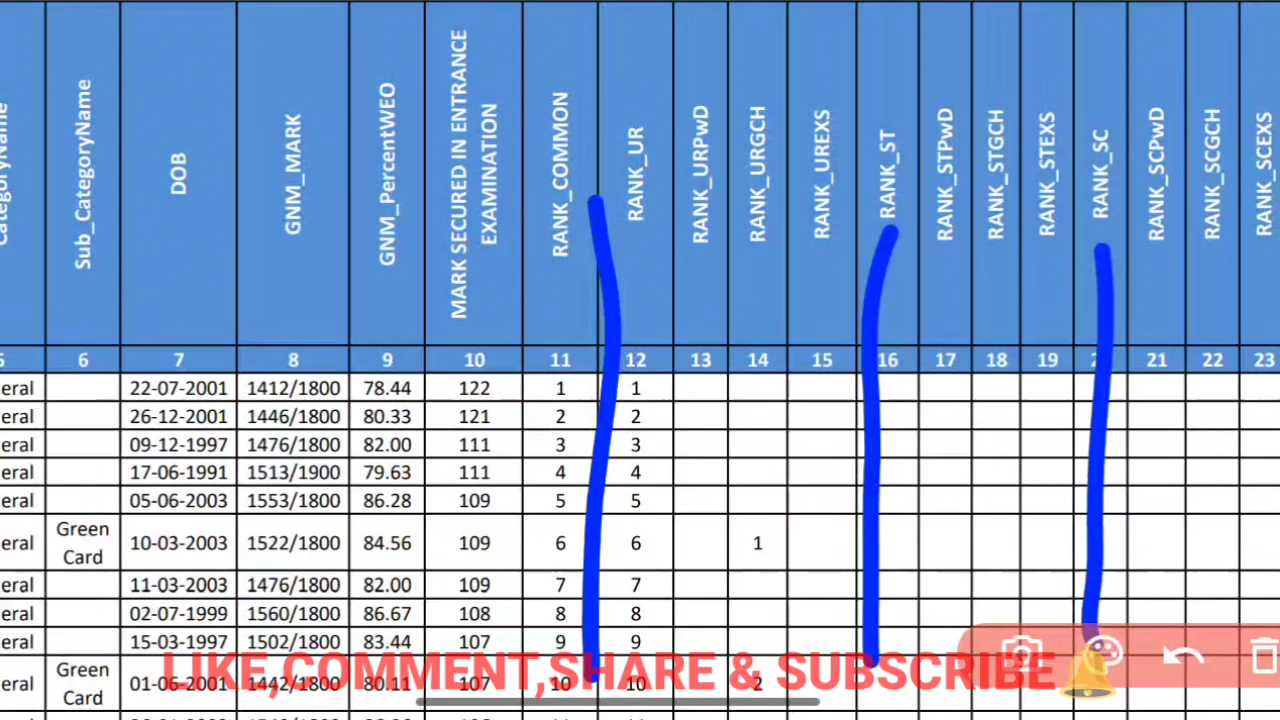 CategoryName Sub_CategoryName DOB GNM_MARK GNM_PercentWEO MARK SECURED IN ENTRANCE EXAMINATION RANK_COMMON RANK_UR RANK_URPwD RANK_URGCH RANK_UREXS RANK_ST RANK_STPwD RANK_STGCH RANK_STEXS RANK_SC RANK_SCPwD RANK_SCGCH RANK_SCEXS
5 6 7 8 9 10 11 12 13 14 15 16 17 18 19 21 22 23
eral 22-07-2001 1412/1800 78.44 122 1 1
eral 26-12-2001 1446/1800 80.33 121 2 2
eral 09-12-1997 1476/1800 82.00 111 3 3
eral 17-06-1991 1513/1900 79.63 111 4 4
eral 05-06-2003 1553/1800 86.28 109 5 5
eral Green Card 10-03-2003 1522/1800 84.56 109 6 6 1
eral 11-03-2003 1476/1800 82.00 109 7 7
eral 02-07-1999 1560/1800 86.67 108 8 8
eral 15-03-1997 1502/1800 83.44 107 9 9
eral Green Card 01-06-2001 1442/1800 80.11 107 10 10 2
LIKE,COMMENT,SHARE & SUBSCRIBE